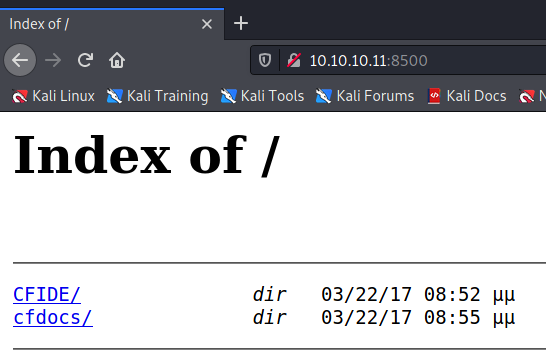 Index of /
10.10.10.11:8500
Kali Linux Kali Training Kali Tools Kali Forums Kali Docs N
Index of /
CFIDE/ dir 03/22/17 08:52 μμ
cfdocs/ dir 03/22/17 08:55 μμ